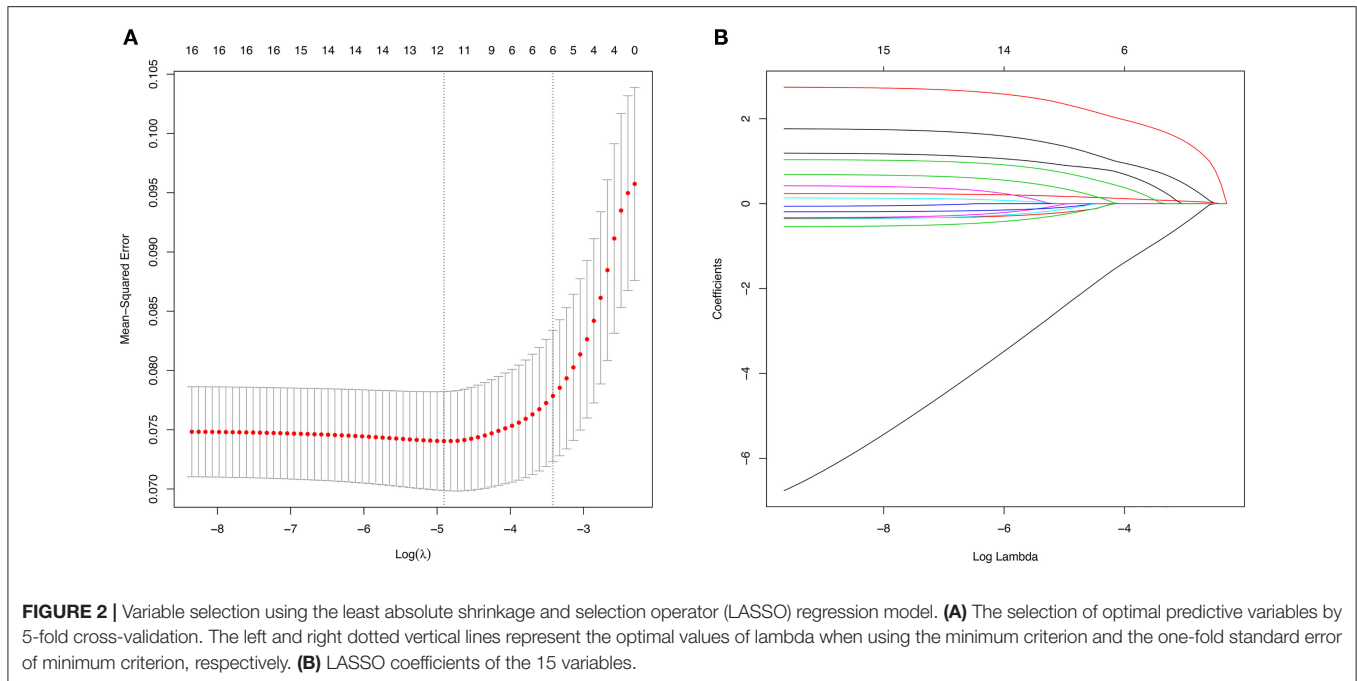 A
16 16 16 16 15 14 14 14 13 12 11 9 6 6 6 5 4 4 0
0.105
0.100
0.095
0.090
0.085
0.080
0.075
0.070
Mean−Squared Error
−8 −7 −6 −5 −4 −3
Log(λ)
B
15 14 6
2
0
−2
−4
−6
Coefficients
−8 −6 −4
Log Lambda
FIGURE 2 | Variable selection using the least absolute shrinkage and selection operator (LASSO) regression model. (A) The selection of optimal predictive variables by
5-fold cross-validation. The left and right dotted vertical lines represent the optimal values of lambda when using the minimum criterion and the one-fold standard error
of minimum criterion, respectively. (B) LASSO coefficients of the 15 variables.